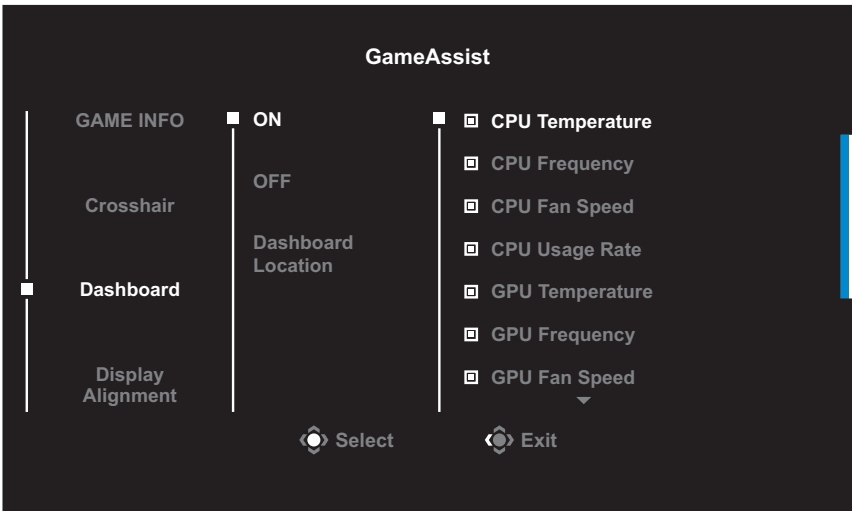 GameAssist
GAME INFO
Crosshair
Dashboard
Display
Alignment
ON
OFF
Dashboard
Location
CPU Temperature
CPU Frequency
CPU Fan Speed
CPU Usage Rate
GPU Temperature
GPU Frequency
GPU Fan Speed
Select
Exit